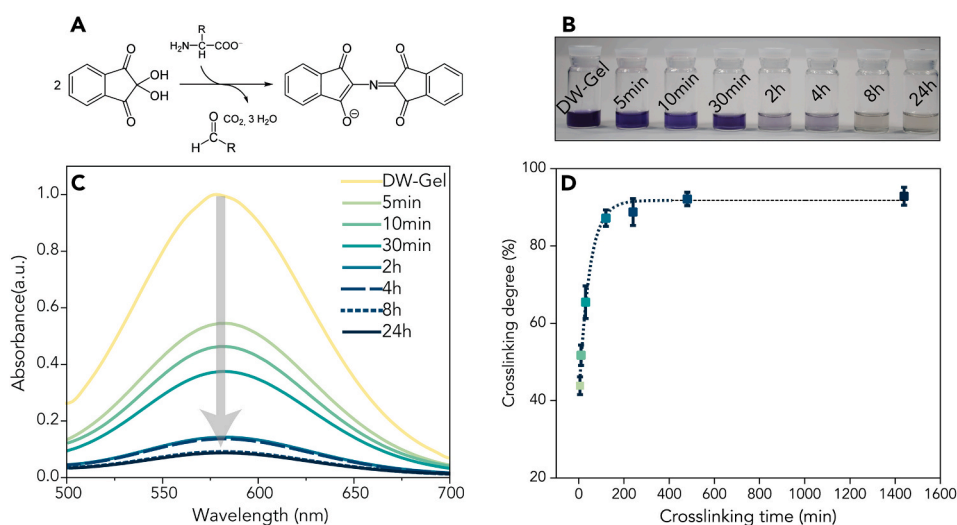 A
2
O
O
OH
OH
R
H₂N–C–COO⁻
H
CO₂, 3 H₂O
O
H C R
O
O
N
O⊖
O
O
B
DW-Gel
5min
10min
30min
2h
4h
8h
24h
C
DW-Gel
5min
10min
30min
2h
4h
8h
24h
1.0
0.8
0.6
0.4
0.2
0.0
500
550
600
650
700
Absorbance(a.u.)
Wavelength (nm)
D
100
80
60
40
20
0
200
400
600
800
1000
1200
1400
1600
Crosslinking degree (%)
Crosslinking time (min)